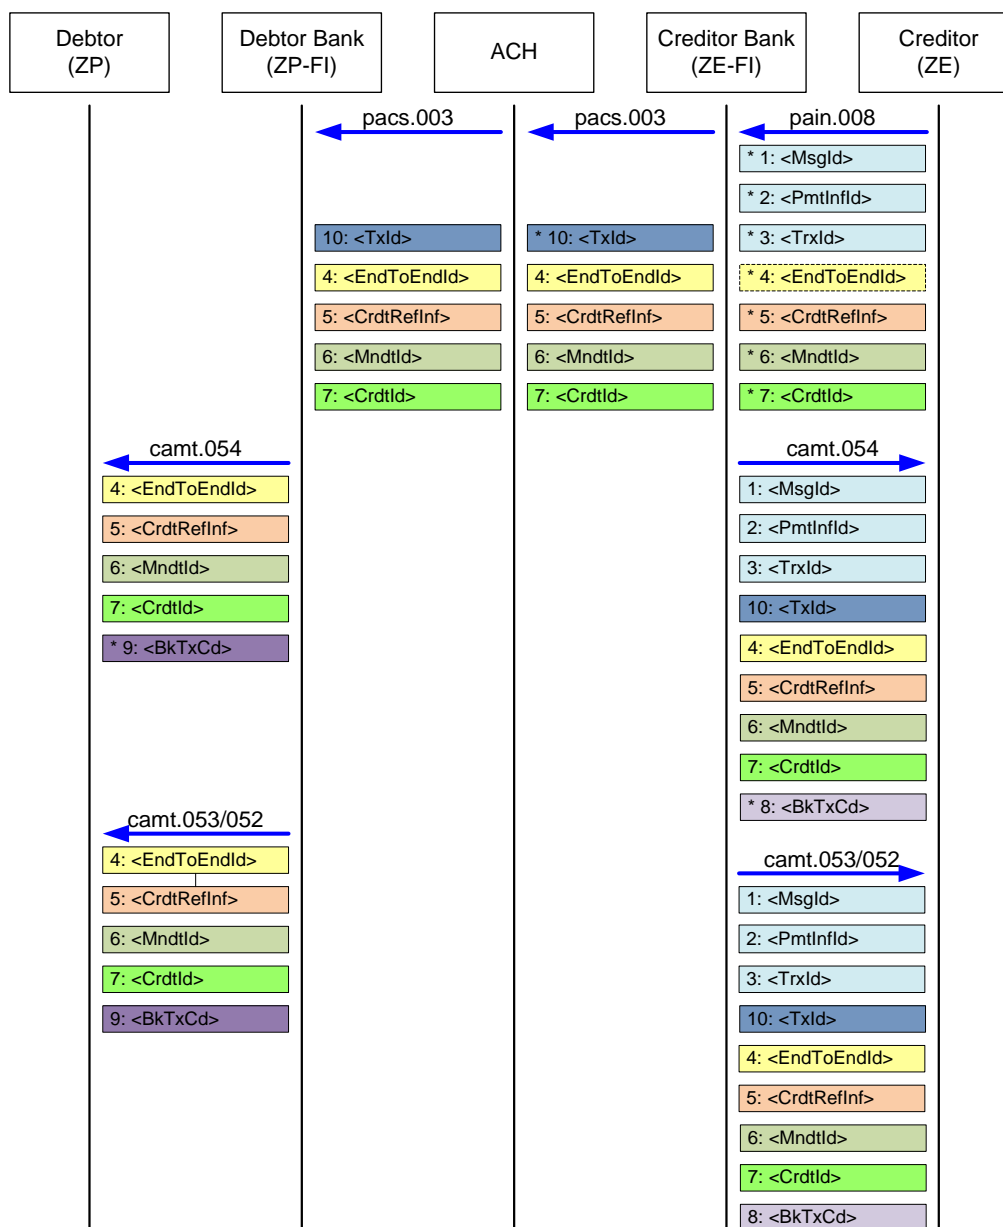 Debtor
(ZP)
Debtor Bank
(ZP-FI)
ACH
Creditor Bank
(ZE-FI)
Creditor
(ZE)
pacs.003
pacs.003
pain.008
* 1: <MsgId>
* 2: <PmtInfId>
10: <TxId>
* 10: <TxId>
* 3: <TrxId>
4: <EndToEndId>
4: <EndToEndId>
* 4: <EndToEndId>
5: <CrdtRefInf>
5: <CrdtRefInf>
* 5: <CrdtRefInf>
6: <MndtId>
6: <MndtId>
* 6: <MndtId>
7: <CrdtId>
7: <CrdtId>
* 7: <CrdtId>
camt.054
4: <EndToEndId>
5: <CrdtRefInf>
6: <MndtId>
7: <CrdtId>
* 9: <BkTxCd>
camt.054
1: <MsgId>
2: <PmtInfId>
3: <TrxId>
10: <TxId>
4: <EndToEndId>
5: <CrdtRefInf>
6: <MndtId>
7: <CrdtId>
* 8: <BkTxCd>
camt.053/052
4: <EndToEndId>
5: <CrdtRefInf>
6: <MndtId>
7: <CrdtId>
9: <BkTxCd>
camt.053/052
1: <MsgId>
2: <PmtInfId>
3: <TrxId>
10: <TxId>
4: <EndToEndId>
5: <CrdtRefInf>
6: <MndtId>
7: <CrdtId>
8: <BkTxCd>